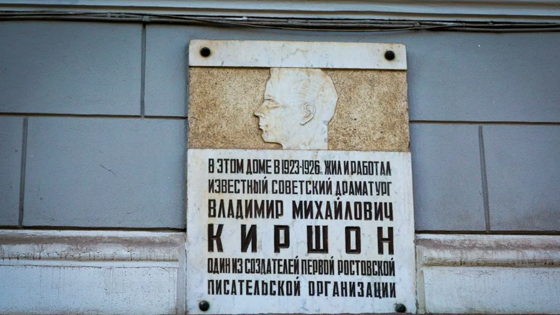 В ЭТОМ ДОМЕ В 1923-1926 ЖИЛ И РАБОТАЛ
ИЗВЕСТНЫЙ СОВЕТСКИЙ ДРАМАТУРГ
ВЛАДИМИР МИХАЙЛОВИЧ
КИРШОН
ОДИН ИЗ СОЗДАТЕЛЕЙ ПЕРВОЙ РОСТОВСКОЙ
ПИСАТЕЛЬСКОЙ ОРГАНИЗАЦИИ